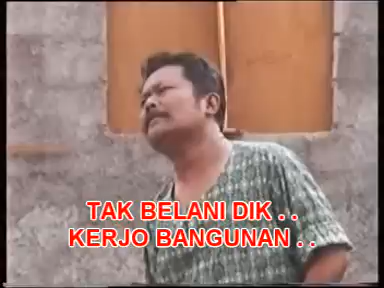 TAK BELANI DIK . .
KERJO BANGUNAN . .